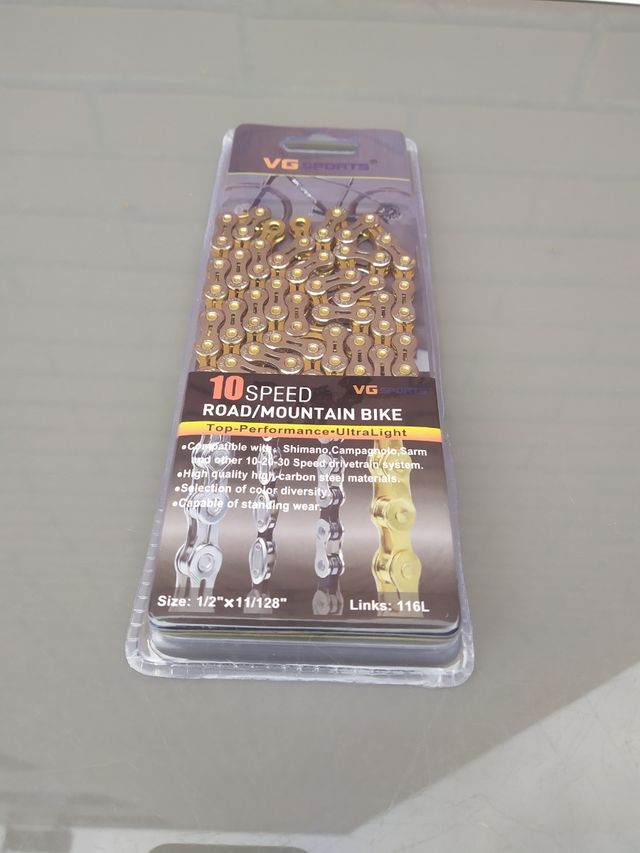 VG SPORTS®
10 SPEED VG SPORTS
ROAD/MOUNTAIN BIKE
Top-Performance•UltraLight
•Compatible with: Shimano,Campagnolo,Sarm
and other 10-20-30 Speed drivetrain system.
•High quality high-carbon steel materials.
•Selection of color diversity.
•Capable of standing wear.
Size: 1/2"×11/128" Links: 116L